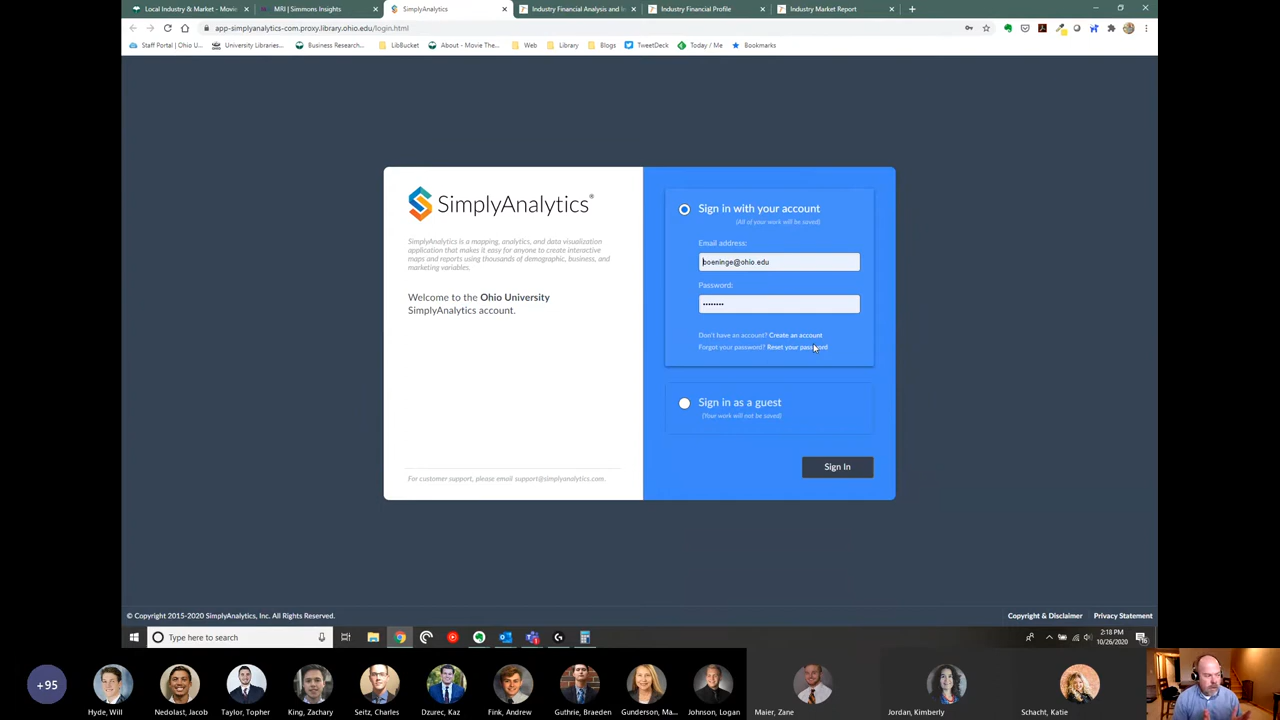 Local Industry & Market - Movi
MRI | Simmons Insights
SimplyAnalytics
Industry Financial Analysis and
Industry Financial Profile
Industry Market Report
app-simplyanalytics-com.proxy.library.ohio.edu/login.html
Staff Portal | Ohio U...
University Libraries...
Business Research...
LibBucket
About - Movie The...
Web
Library
Blogs
TweetDeck
Today / Me
Bookmarks
SimplyAnalytics®
SimplyAnalytics is a mapping, analytics, and data visualization
application that makes it easy for anyone to create interactive
maps and reports using thousands of demographic, business, and
marketing variables.
Welcome to the Ohio University
SimplyAnalytics account.
For customer support, please email support@simplyanalytics.com.
Sign in with your account
(All of your work will be saved)
Email address:
boeninge@ohio.edu
Password:
••••••••
Don't have an account? Create an account
Forgot your password? Reset your password
Sign in as a guest
(Your work will not be saved)
Sign In
© Copyright 2015-2020 SimplyAnalytics, Inc. All Rights Reserved.
Copyright & Disclaimer
Privacy Statement
Type here to search
2:18 PM
10/26/2020
+95
Hyde, Will
Nedolast, Jacob
Taylor, Topher
King, Zachary
Seitz, Charles
Dzurec, Kaz
Fink, Andrew
Guthrie, Braeden
Gunderson, Ma...
Johnson, Logan
Maier, Zane
Jordan, Kimberly
Schacht, Katie